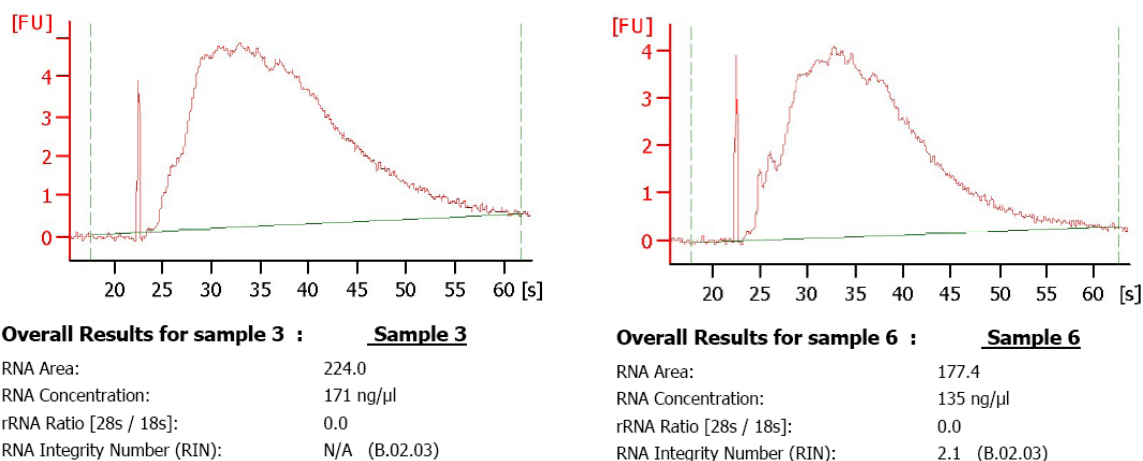 [FU]
4
3
2
1
0
20 25 30 35 40 45 50 55 60 [s]
Overall Results for sample 3 : Sample 3
RNA Area: 224.0
RNA Concentration: 171 ng/µl
rRNA Ratio [28s / 18s]: 0.0
RNA Integrity Number (RIN): N/A (B.02.03)
[FU]
4
3
2
1
0
20 25 30 35 40 45 50 55 60 [s]
Overall Results for sample 6 : Sample 6
RNA Area: 177.4
RNA Concentration: 135 ng/µl
rRNA Ratio [28s / 18s]: 0.0
RNA Integrity Number (RIN): 2.1 (B.02.03)